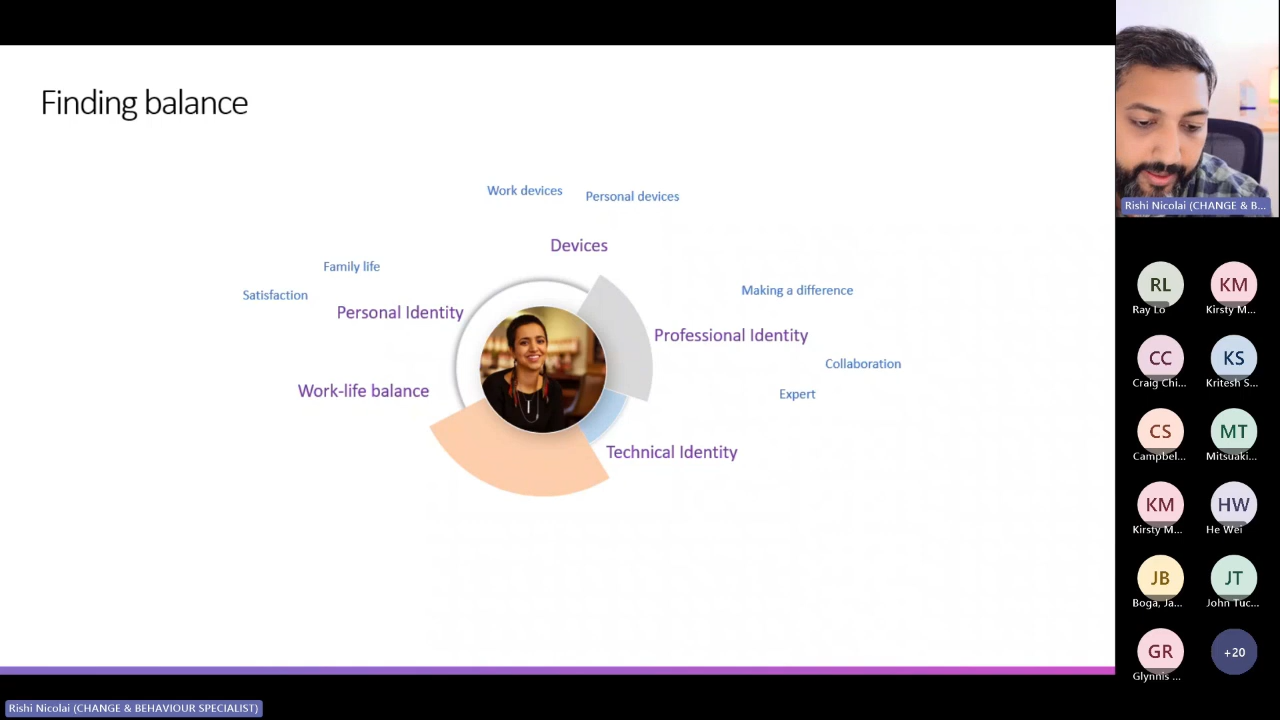 Finding balance
Work devices
Personal devices
Devices
Family life
Satisfaction
Personal Identity
Making a difference
Professional Identity
Collaboration
Work-life balance
Expert
Technical Identity
Rishi Nicolai (CHANGE & BEHAVIOUR SPECIALIST)
Rishi Nicolai (CHANGE & B...
RL
Ray Lo
KM
Kirsty M...
CC
Craig Chi...
KS
Kritesh S...
CS
Campbel...
MT
Mitsuaki...
KM
Kirsty M...
HW
He Wei
JB
Boga, Ja...
JT
John Tuc...
GR
Glynnis ...
+20